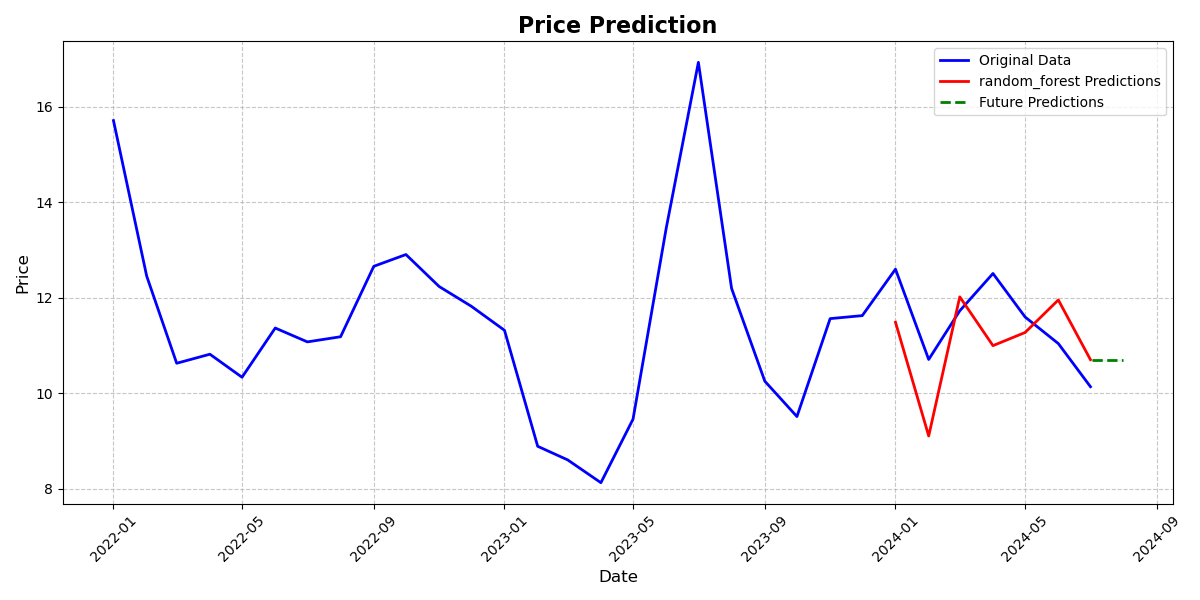 Price Prediction
Original Data
random_forest Predictions
Future Predictions
Price
16
14
12
10
8
2022-01
2022-05
2022-09
2023-01
2023-05
2023-09
2024-01
2024-05
2024-09
Date